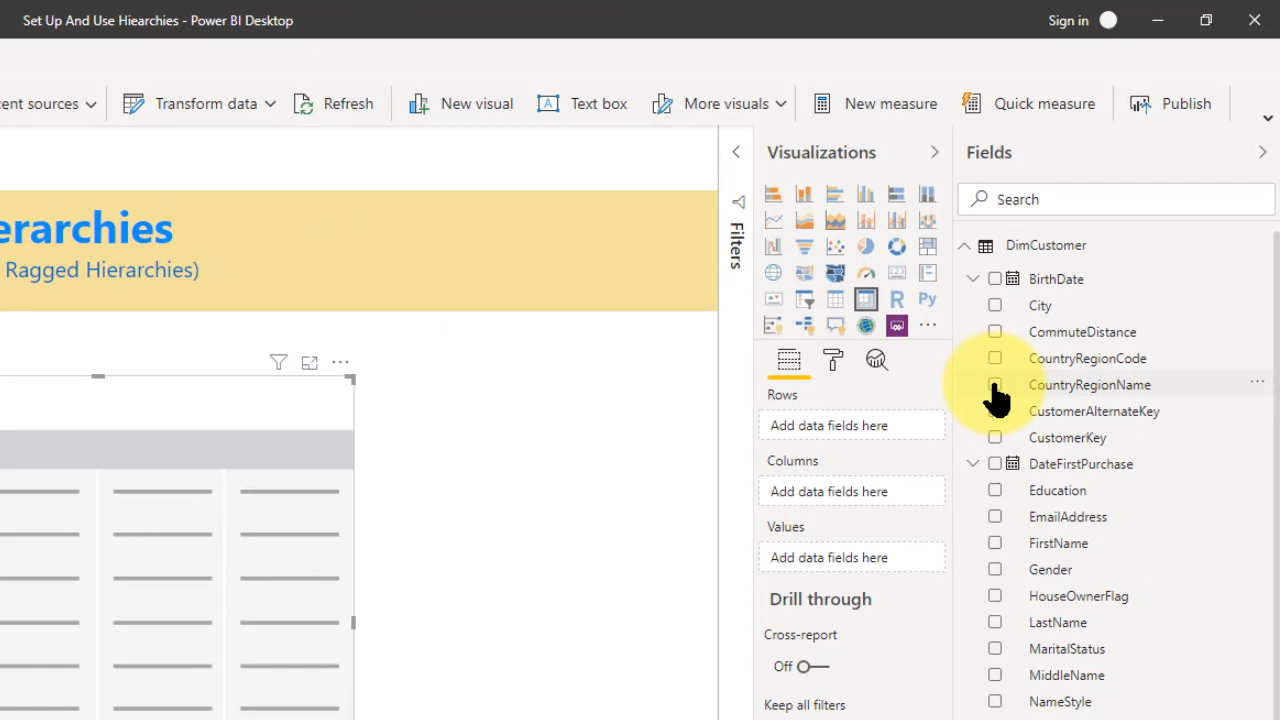 Set Up And Use Hiearchies - Power BI Desktop
Sign in
cent sources
Transform data
Refresh
New visual
Text box
More visuals
New measure
Quick measure
Publish
erarchies
Ragged Hierarchies)
Filters
Visualizations
R
Py
Rows
Add data fields here
Columns
Add data fields here
Values
Add data fields here
Drill through
Cross-report
Off
Keep all filters
Fields
Search
DimCustomer
BirthDate
City
CommuteDistance
CountryRegionCode
CountryRegionName
CustomerAlternateKey
CustomerKey
DateFirstPurchase
Education
EmailAddress
FirstName
Gender
HouseOwnerFlag
LastName
MaritalStatus
MiddleName
NameStyle